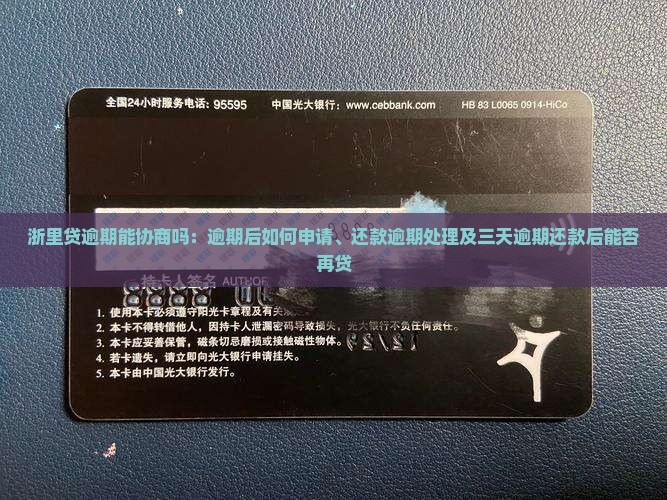 全国24小时服务电话: 95595 中国光大银行: www.cebbank.com HB 83 L0065 0914-HiCo
浙里贷逾期能协商吗：逾期后如何申请、还款逾期处理及三天逾期还款后能否
再贷
持卡人签名 AUTHOR
1. 使用本卡必须遵守阳光卡章程及有关
2. 本卡不得转借他人，因持卡人泄漏密码导致损失，光大银行不负任何责任。
3. 本卡应妥善保管，磁条切忌磨损或接触磁性物体。
4. 若卡遗失，请立即向光大银行申请挂失。
5. 本卡由中国光大银行发行。